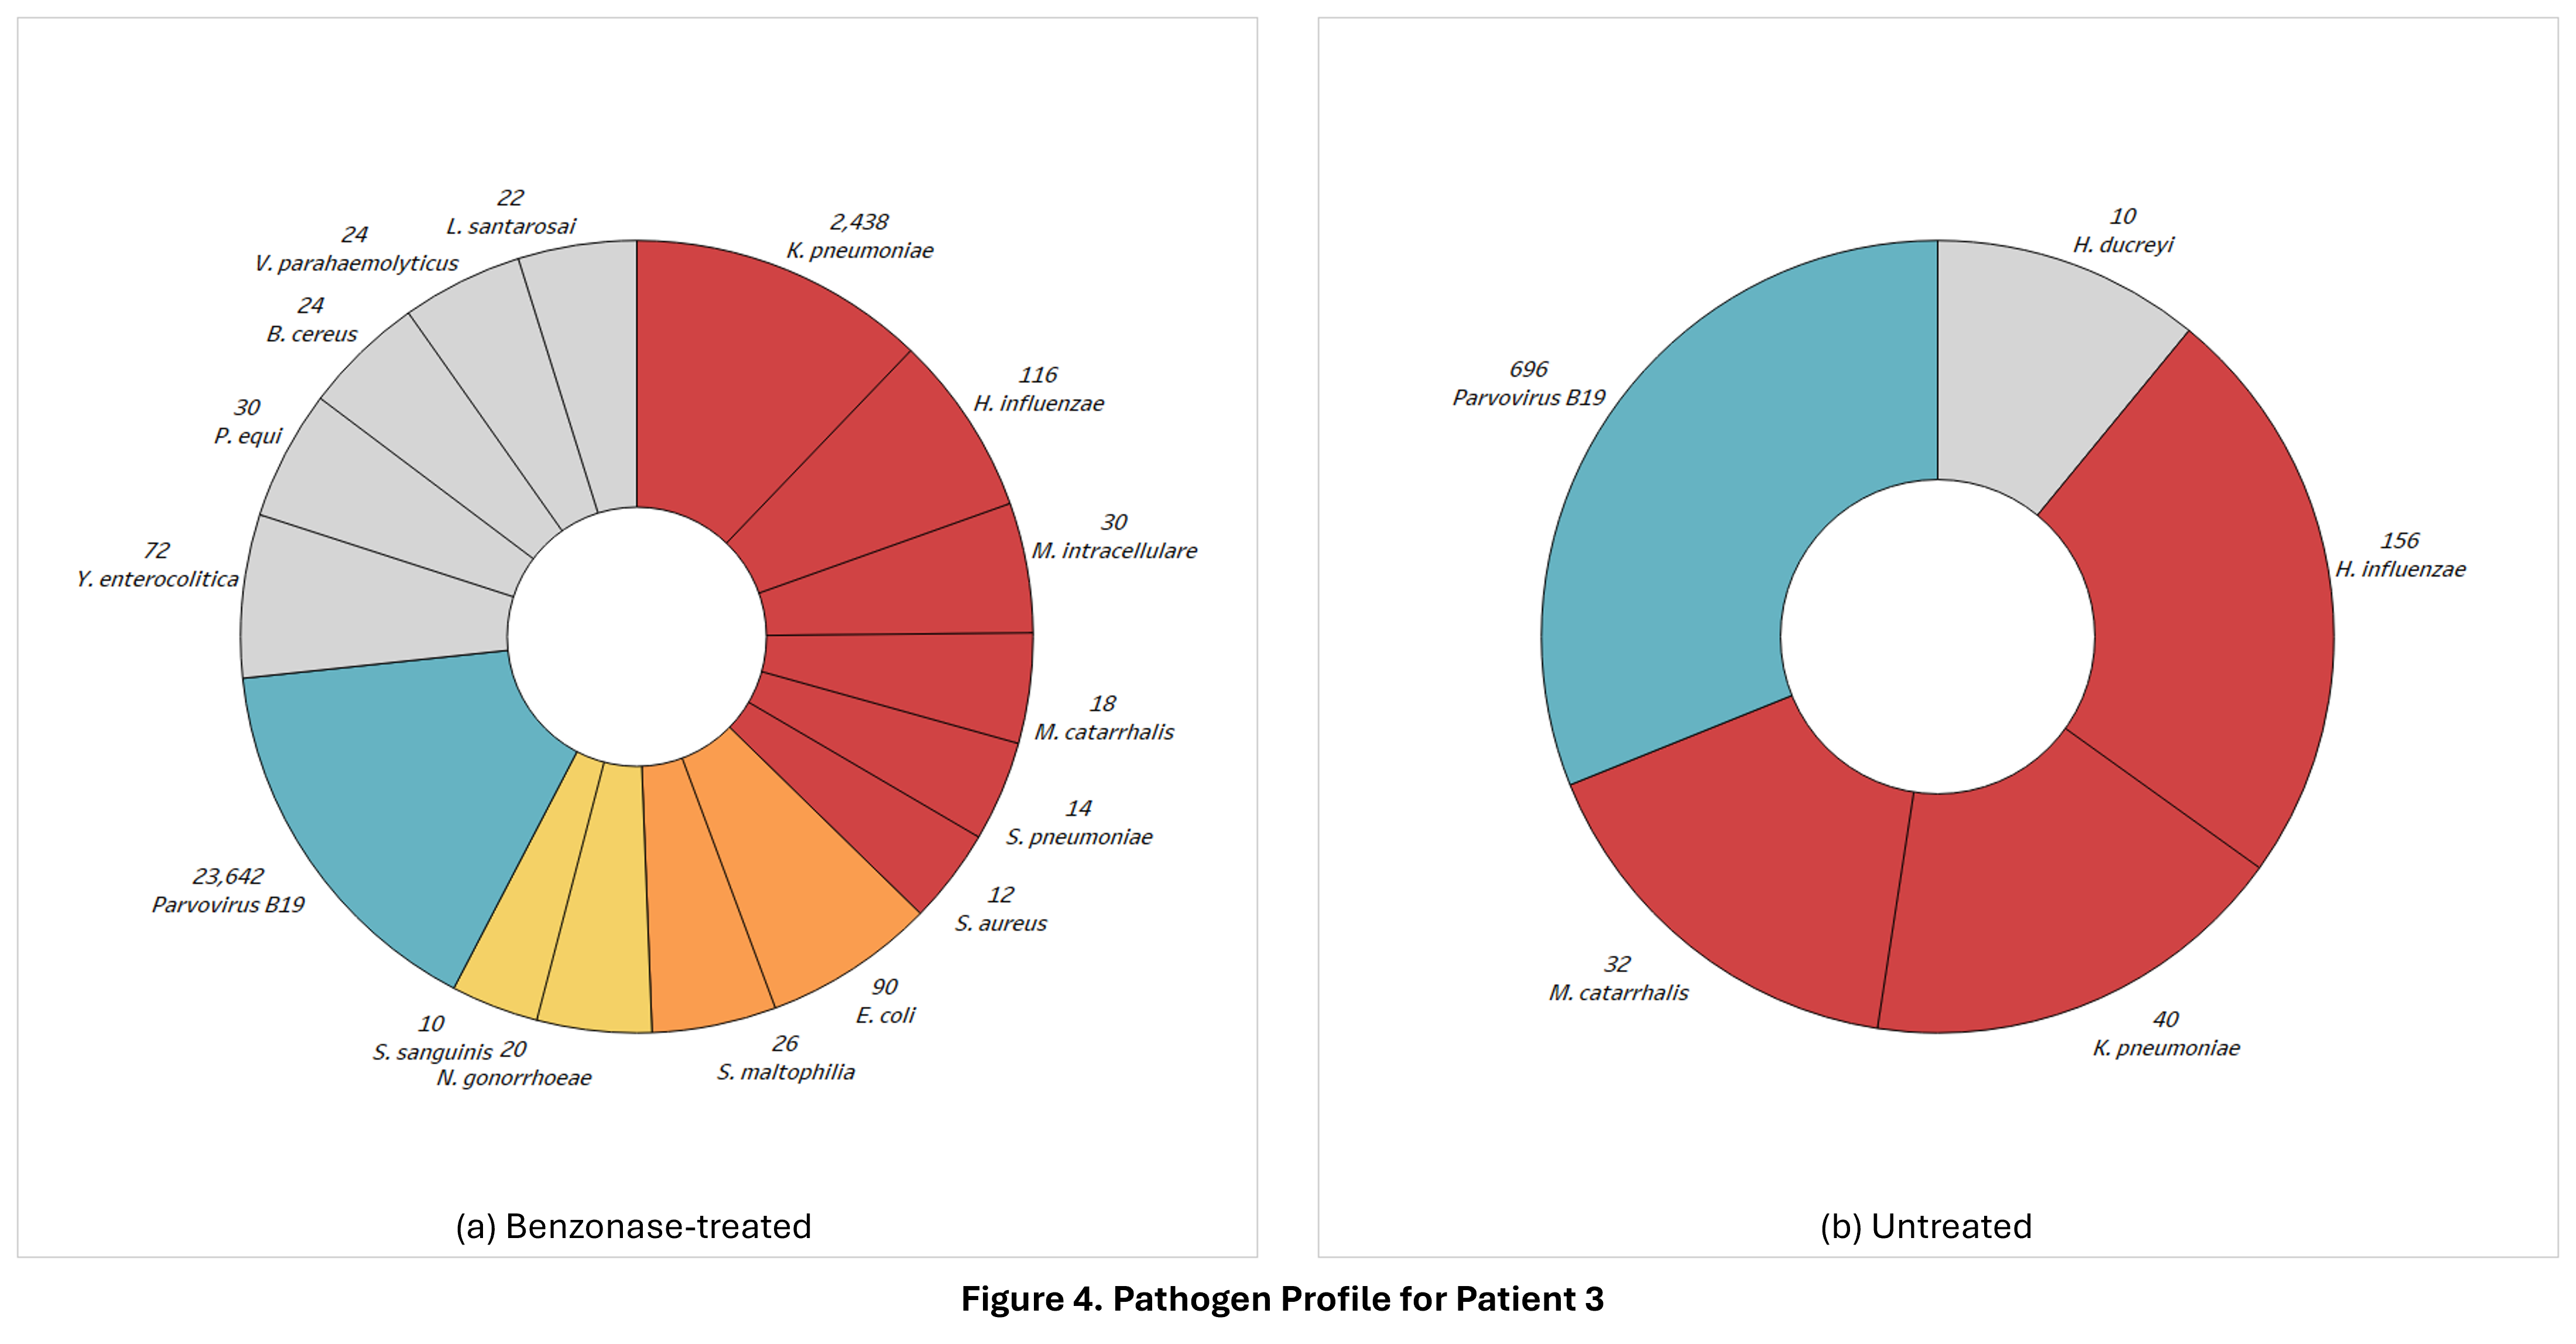 22
L. santarosai
2,438
K. pneumoniae
24
V. parahaemolyticus
24
B. cereus
116
H. influenzae
30
P. equi
30
M. intracellulare
72
Y. enterocolitica
18
M. catarrhalis
14
S. pneumoniae
23,642
Parvovirus B19
12
S. aureus
90
E. coli
10
S. sanguinis
20
N. gonorrhoeae
26
S. maltophilia
(a) Benzonase-treated
10
H. ducreyi
696
Parvovirus B19
156
H. influenzae
32
M. catarrhalis
40
K. pneumoniae
(b) Untreated
Figure 4. Pathogen Profile for Patient 3